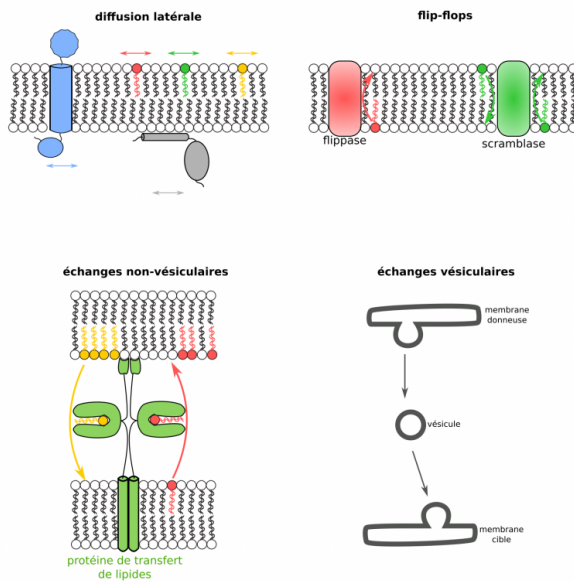 diffusion latérale
flip-flops
flippase
scramblase
échanges non-vésiculaires
échanges vésiculaires
membrane
donneuse
vésicule
membrane
cible
protéine de transfert
de lipides